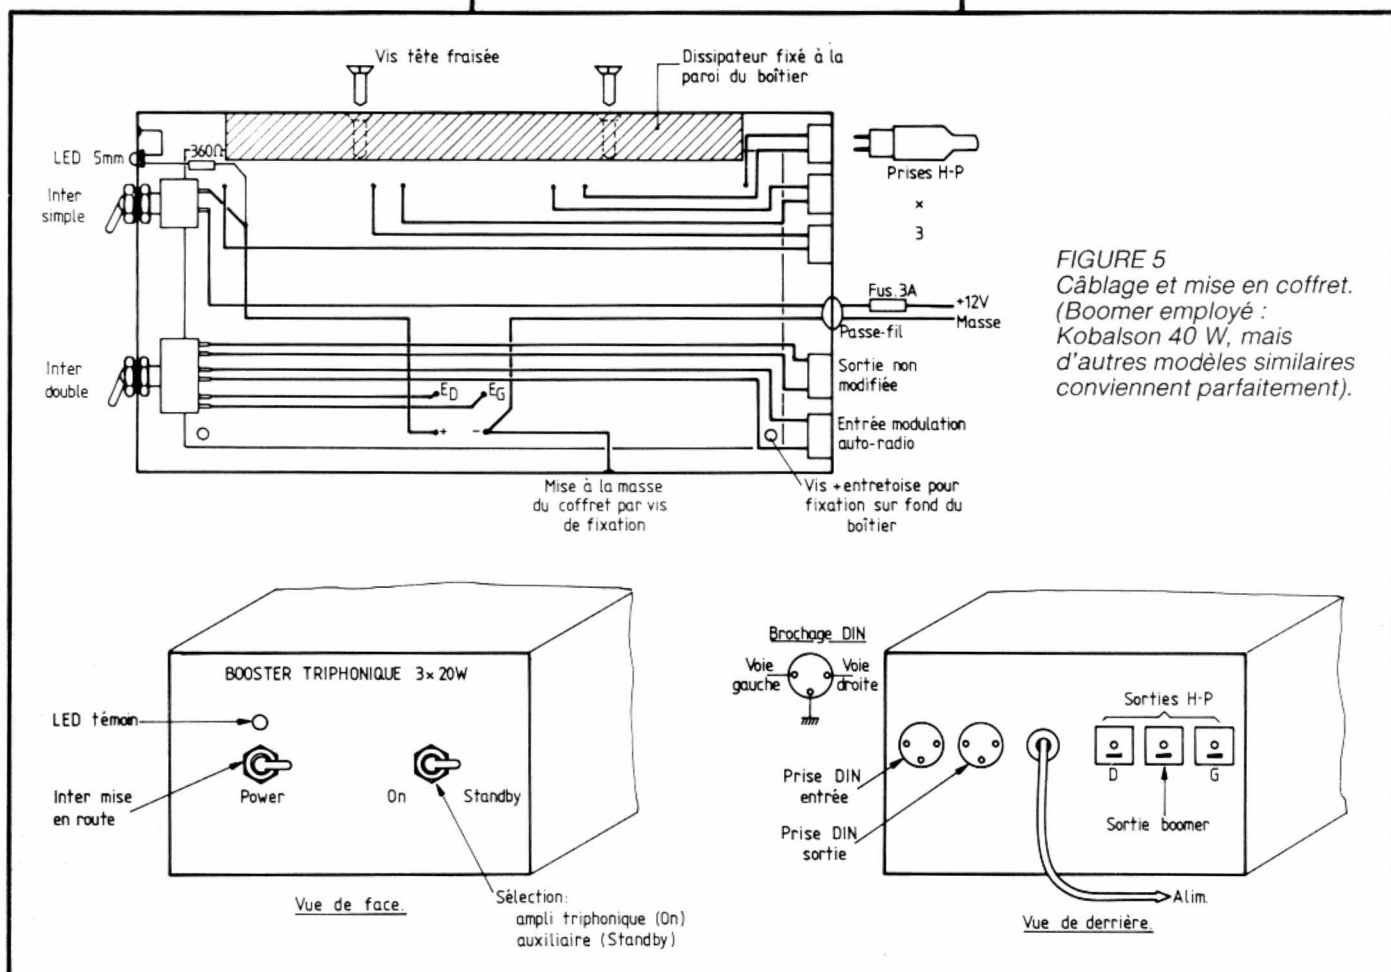 Vis tête fraisée
Dissipateur fixé à la
paroi du boîtier
LED 5mm
360Ω
Inter
simple
Prises H-P
×
3
Fus. 3A
+12V
Masse
Passe-fil
Inter
double
ED
EG
+
-
Sortie non
modifiée
Entrée modulation
auto-radio
Mise à la masse
du coffret par vis
de fixation
Vis + entretoise pour
fixation sur fond du
boîtier
FIGURE 5
Câblage et mise en coffret.
(Boomer employé :
Kobalson 40 W, mais
d'autres modèles similaires
conviennent parfaitement).
BOOSTER TRIPHONIQUE 3×20W
LED témoin
Inter mise
en route
Power
On
Standby
Vue de face.
Sélection:
ampli triphonique (On)
auxiliaire (Standby)
Brochage DIN
Voie
gauche
Voie
droite
Sorties H-P
D
G
Prise DIN
entrée
Prise DIN
sortie
Sortie boomer
Alim.
Vue de derrière.